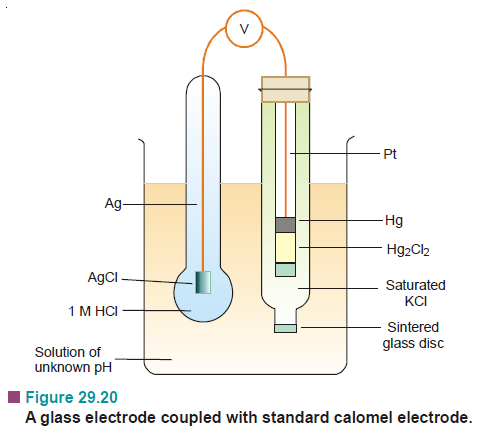 V
Pt
Ag
Hg
Hg2Cl2
AgCl
Saturated
KCl
1 M HCl
Sintered
glass disc
Solution of
unknown pH
Figure 29.20
A glass electrode coupled with standard calomel electrode.